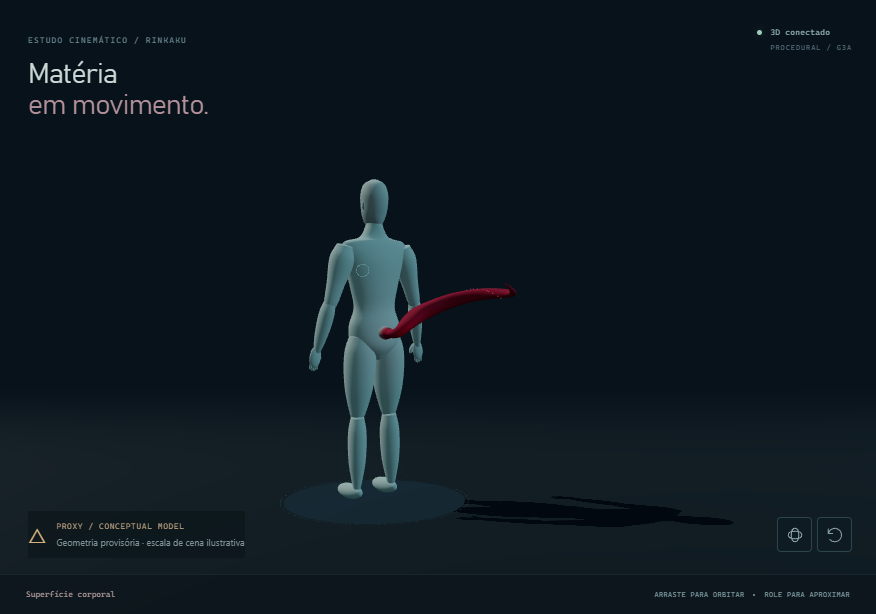 ESTUDO CINEMÁTICO / RINKAKU
Matéria
em movimento.
3D conectado
PROCEDURAL / G3A
PROXY / CONCEPTUAL MODEL
Geometria provisória · escala de cena ilustrativa
Superfície corporal
ARRASTE PARA ORBITAR • ROLE PARA APROXIMAR